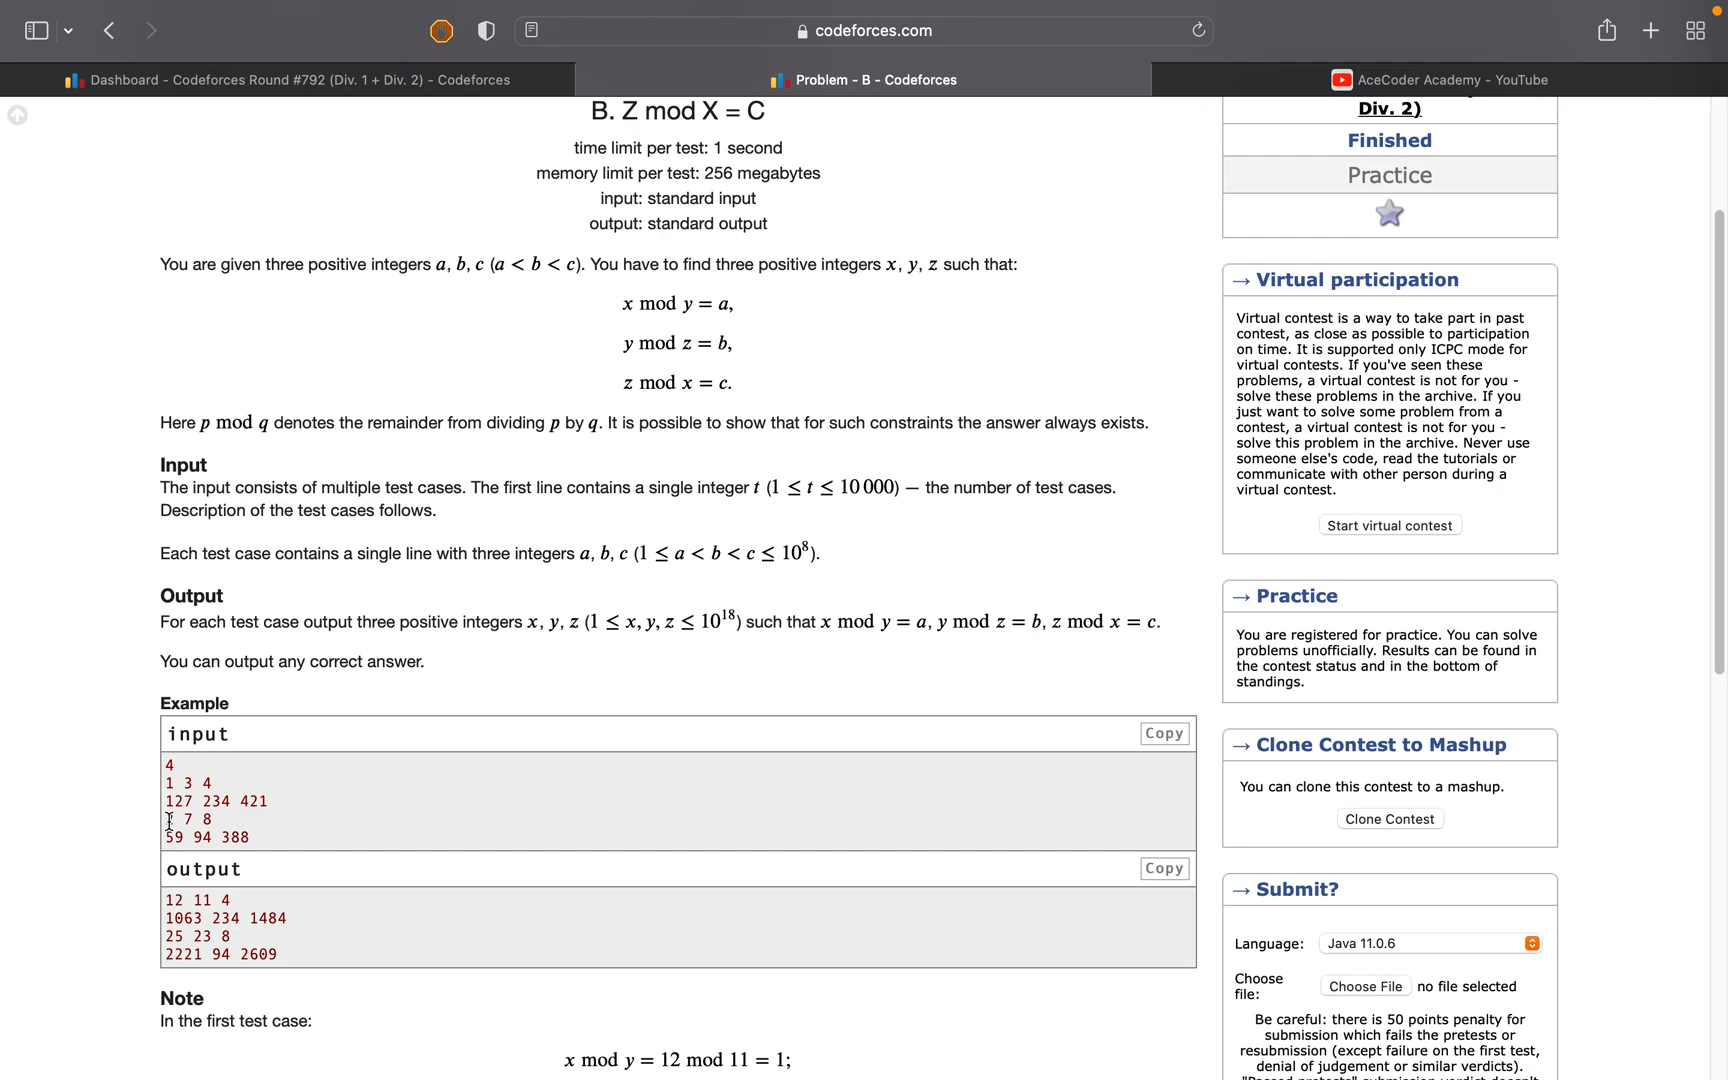 codeforces.com
Dashboard - Codeforces Round #792 (Div. 1 + Div. 2) - Codeforces
Problem - B - Codeforces
AceCoder Academy - YouTube
B. Z mod X = C
time limit per test: 1 second
memory limit per test: 256 megabytes
input: standard input
output: standard output
You are given three positive integers a, b, c (a < b < c). You have to find three positive integers x, y, z such that:
x mod y = a,
y mod z = b,
z mod x = c.
Here p mod q denotes the remainder from dividing p by q. It is possible to show that for such constraints the answer always exists.
Input
The input consists of multiple test cases. The first line contains a single integer t (1 ≤ t ≤ 10 000) — the number of test cases.
Description of the test cases follows.
Each test case contains a single line with three integers a, b, c (1 ≤ a < b < c ≤ 10⁸).
Output
For each test case output three positive integers x, y, z (1 ≤ x, y, z ≤ 10¹⁸) such that x mod y = a, y mod z = b, z mod x = c.
You can output any correct answer.
Example
input
Copy
4
1 3 4
127 234 421
7 8
59 94 388
output
Copy
12 11 4
1063 234 1484
25 23 8
2221 94 2609
Note
In the first test case:
x mod y = 12 mod 11 = 1;
Div. 2)
Finished
Practice
→ Virtual participation
Virtual contest is a way to take part in past
contest, as close as possible to participation
on time. It is supported only ICPC mode for
virtual contests. If you've seen these
problems, a virtual contest is not for you -
solve these problems in the archive. If you
just want to solve some problem from a
contest, a virtual contest is not for you -
solve this problem in the archive. Never use
someone else's code, read the tutorials or
communicate with other person during a
virtual contest.
Start virtual contest
→ Practice
You are registered for practice. You can solve
problems unofficially. Results can be found in
the contest status and in the bottom of
standings.
→ Clone Contest to Mashup
You can clone this contest to a mashup.
Clone Contest
→ Submit?
Language:
Java 11.0.6
Choose
file:
Choose File
no file selected
Be careful: there is 50 points penalty for
submission which fails the pretests or
resubmission (except failure on the first test,
denial of judgement or similar verdicts).
"Passed pretests" submission verdict doesn't